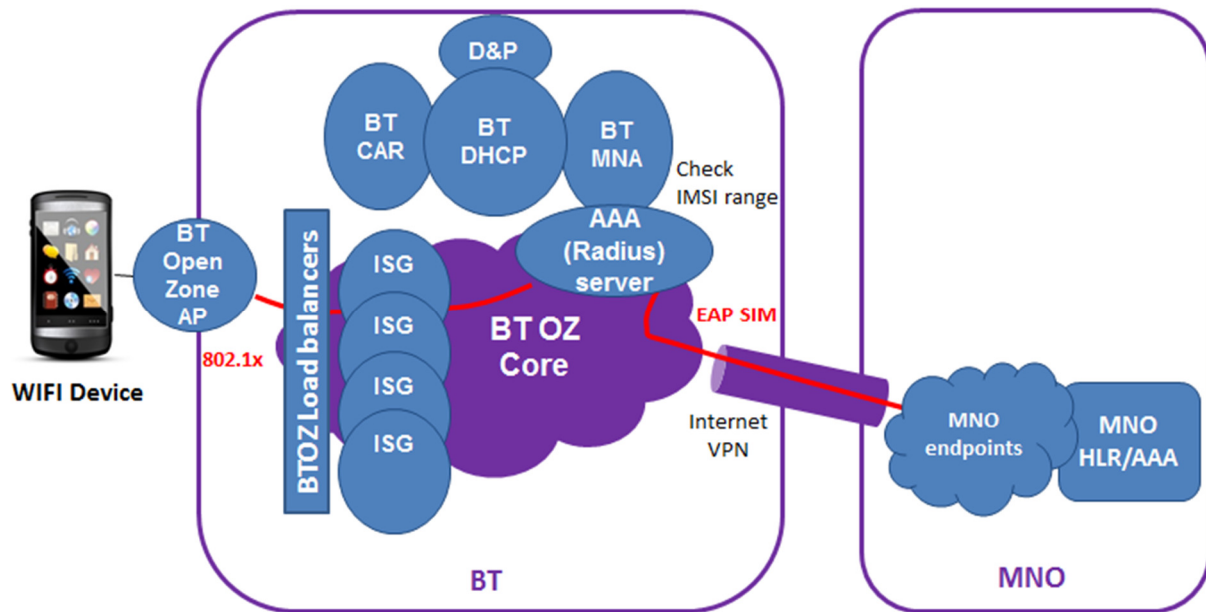 D&P
BT
CAR
BT
DHCP
BT
MNA
Check
IMSI range
AAA
(Radius)
server
BT
Open
Zone
AP
BTOZ Load balancers
ISG
ISG
ISG
ISG
BT OZ
Core
802.1x
EAP SIM
WIFI Device
Internet
VPN
MNO
endpoints
MNO
HLR/AAA
BT
MNO